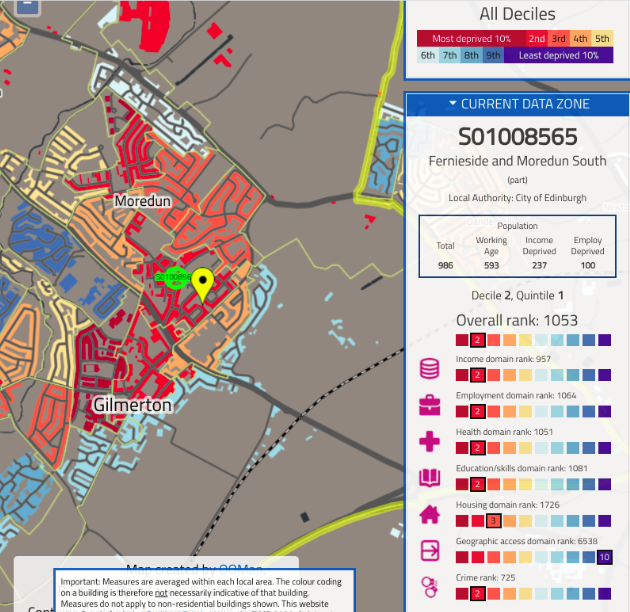 All Deciles
Most deprived 10% 2nd 3rd 4th 5th
6th 7th 8th 9th Least deprived 10%
CURRENT DATA ZONE
S01008565
Fernieside and Moredun South
(part)
Local Authority: City of Edinburgh
Population
Total Working Age Income Deprived Employ Deprived
986 593 237 100
Decile 2, Quintile 1
Overall rank: 1053
2
Income domain rank: 957
2
Employment domain rank: 1064
2
Health domain rank: 1051
2
Education/skills domain rank: 1081
2
Housing domain rank: 1726
3
Geographic access domain rank: 6538
10
Crime rank: 725
2
Moredun
S0100856
Gilmerton
Map created by
Important: Measures are averaged within each local area. The colour coding
on a building is therefore not necessarily indicative of that building.
Measures do not apply to non-residential buildings shown. This website